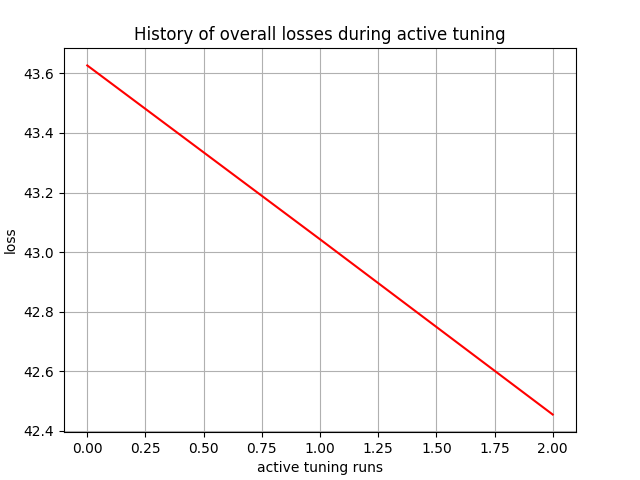 History of overall losses during active tuning
43.6
43.4
43.2
43.0
42.8
42.6
42.4
loss
0.00 0.25 0.50 0.75 1.00 1.25 1.50 1.75 2.00
active tuning runs